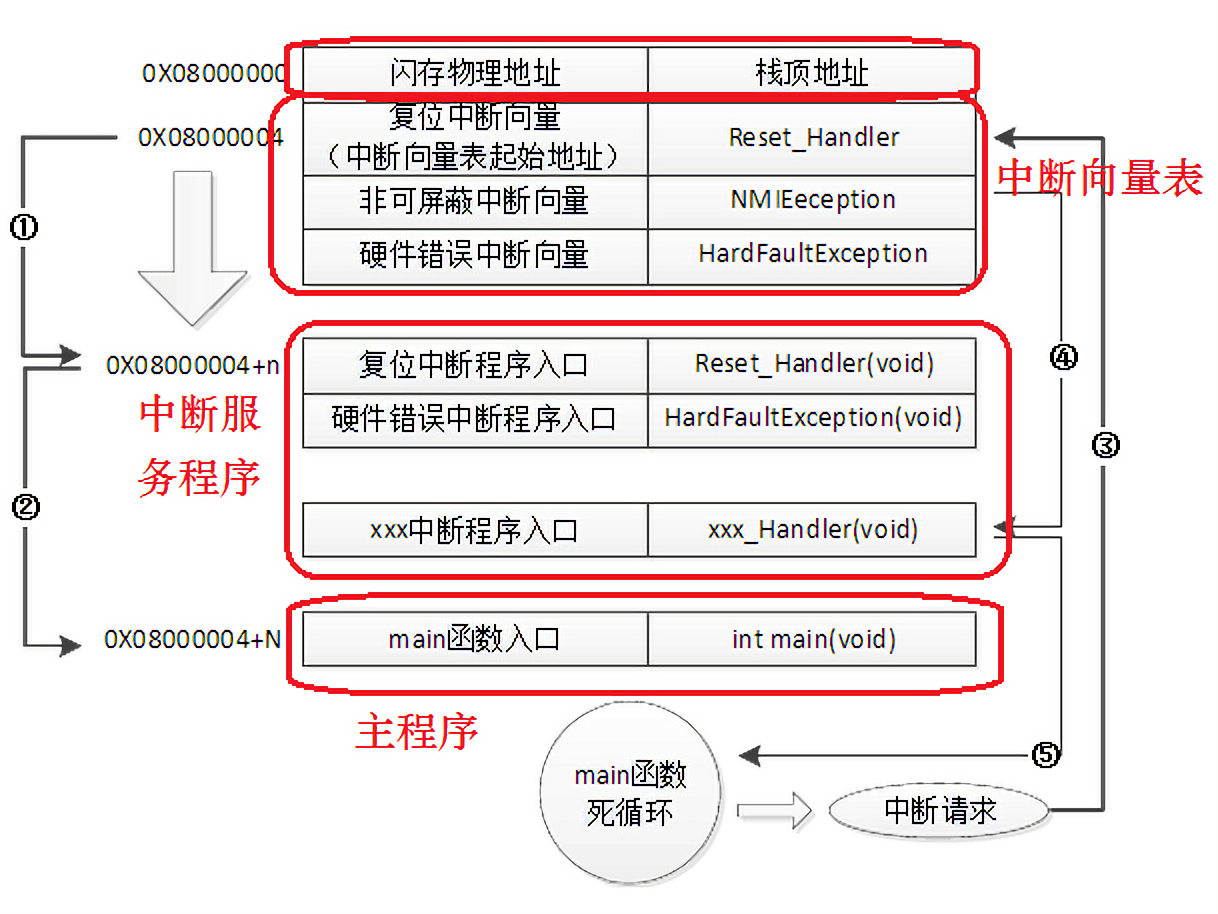 0X08000000 闪存物理地址 栈顶地址
0X08000004 复位中断向量 Reset_Handler
（中断向量表起始地址）
中断向量表
非可屏蔽中断向量 NMIEeception
①
硬件错误中断向量 HardFaultException
④
0X08000004+n 复位中断程序入口 Reset_Handler(void)
中断服
硬件错误中断程序入口 HardFaultException(void)
③
务程序
②
xxx中断程序入口 xxx_Handler(void)
0X08000004+N main函数入口 int main(void)
主程序
⑤
main函数
死循环
中断请求